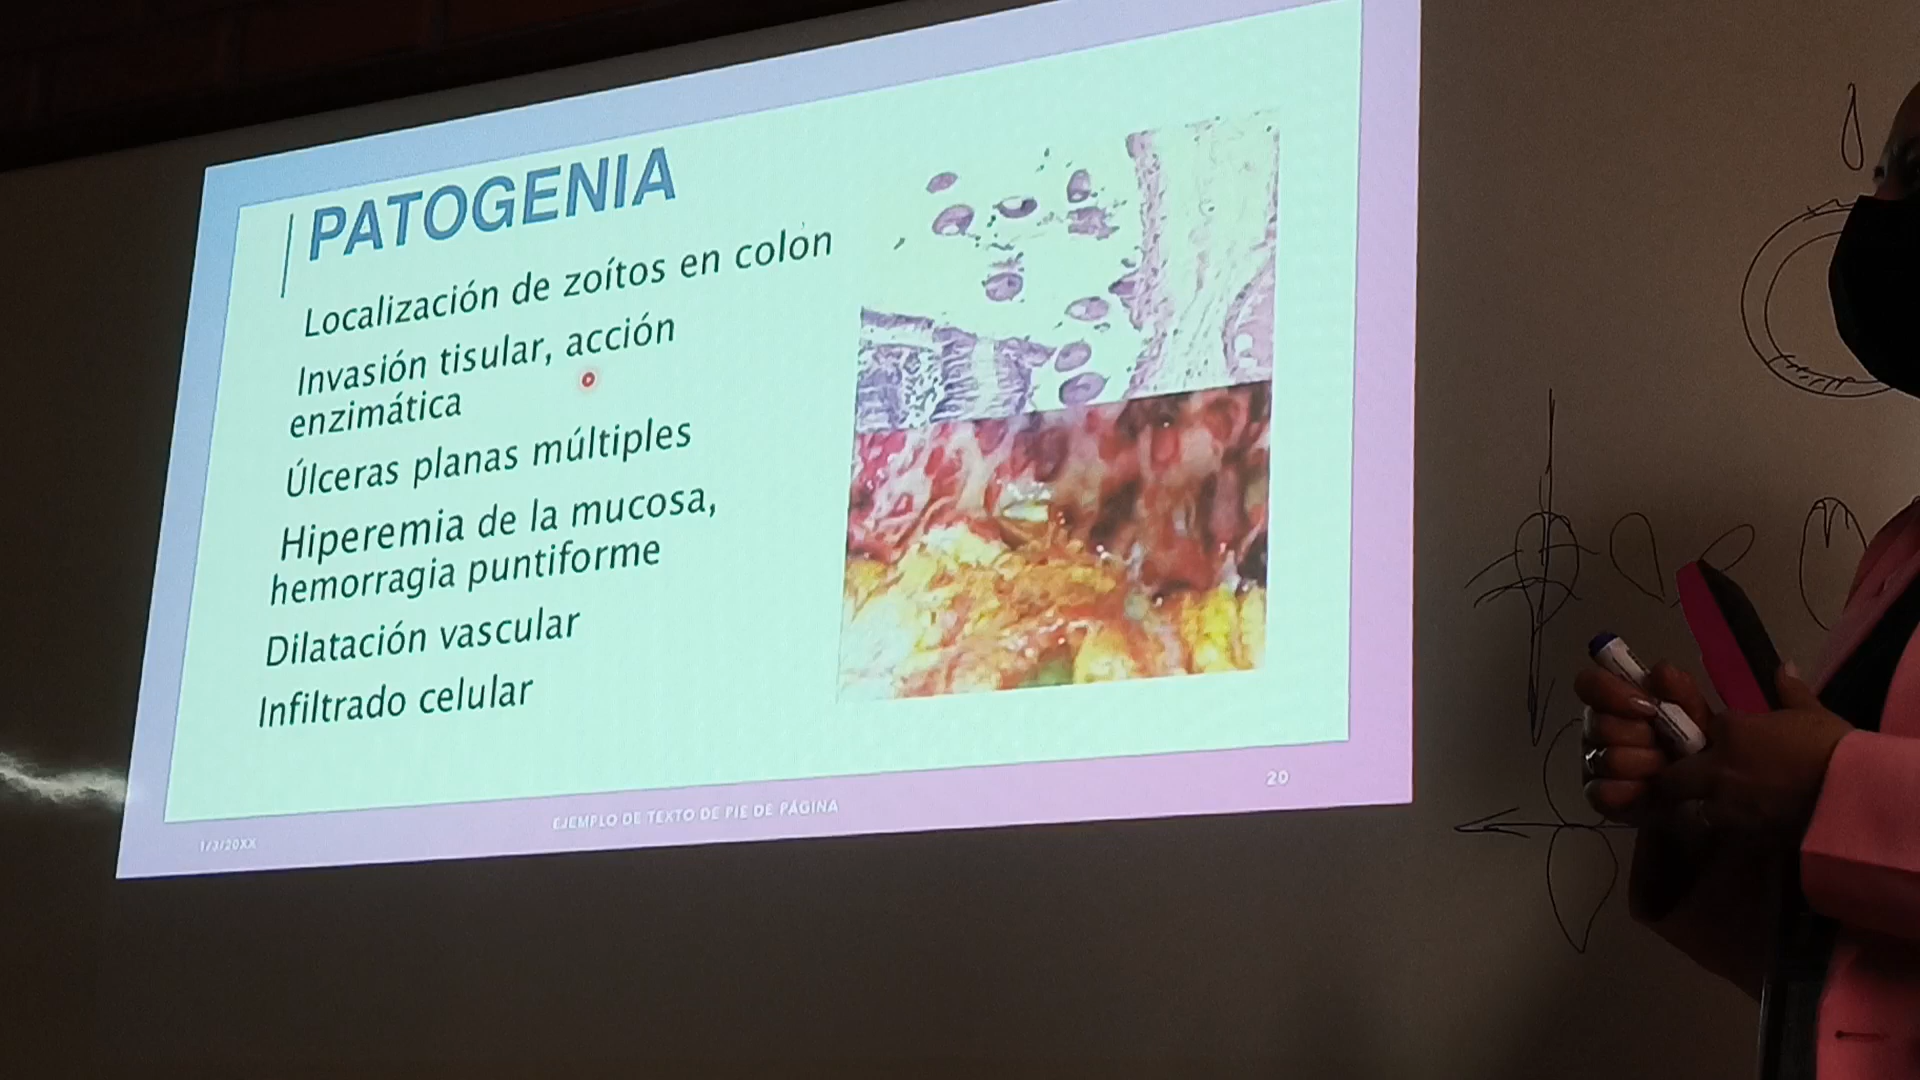 PATOGENIA
Localización de zoítos en colon
Invasión tisular, acción
enzimática
Úlceras planas múltiples
Hiperemia de la mucosa,
hemorragia puntiforme
Dilatación vascular
Infiltrado celular
1/3/20XX
EJEMPLO DE TEXTO DE PIE DE PÁGINA
20